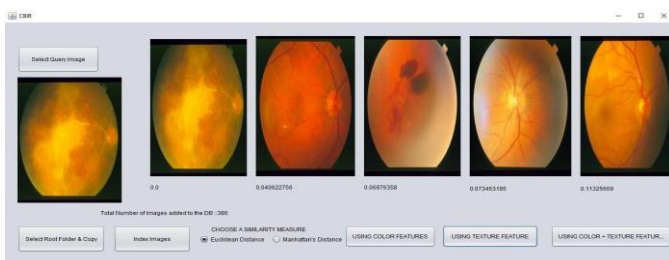 CBIR
Select Query Image
0.0
0.040622756
0.06976358
0.073453195
0.11325669
Total Number of Images added to the DB :386
CHOOSE A SIMILARITY MEASURE
Select Root Folder & Copy
Index Images
Euclidean Distance
Manhattan's Distance
USING COLOR FEATURES
USING TEXTURE FEATURE
USING COLOR + TEXTURE FEATUR...